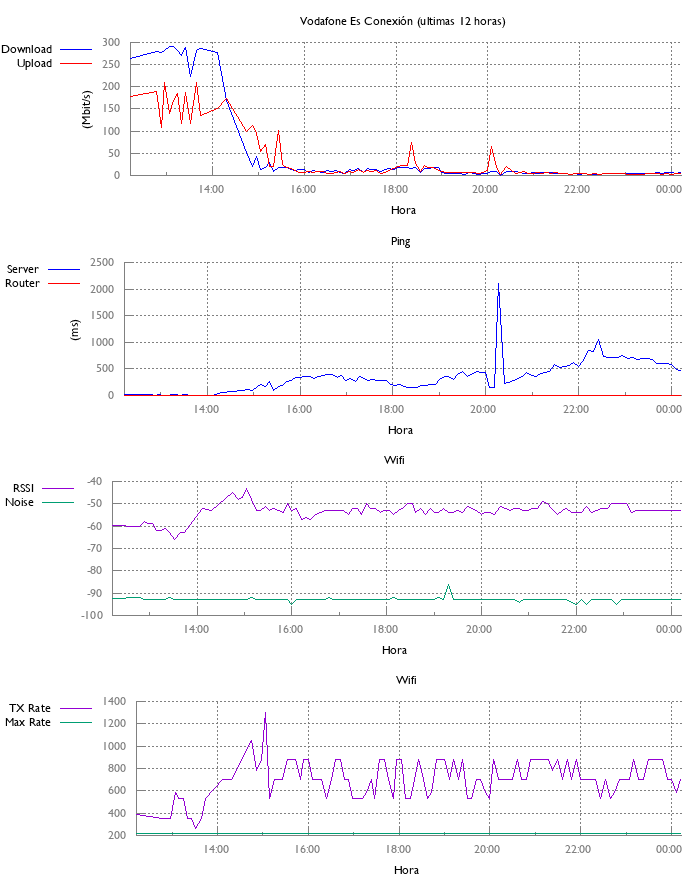 Vodafone Es Conexión (ultimas 12 horas)
Download
Upload
(Mbit/s)
300
250
200
150
100
50
0
14:00 16:00 18:00 20:00 22:00 00:00
Hora
Ping
Server
Router
(ms)
2500
2000
1500
1000
500
0
14:00 16:00 18:00 20:00 22:00 00:00
Hora
Wifi
RSSI
Noise
-40
-50
-60
-70
-80
-90
-100
14:00 16:00 18:00 20:00 22:00 00:00
Hora
Wifi
TX Rate
Max Rate
1400
1200
1000
800
600
400
200
14:00 16:00 18:00 20:00 22:00 00:00
Hora